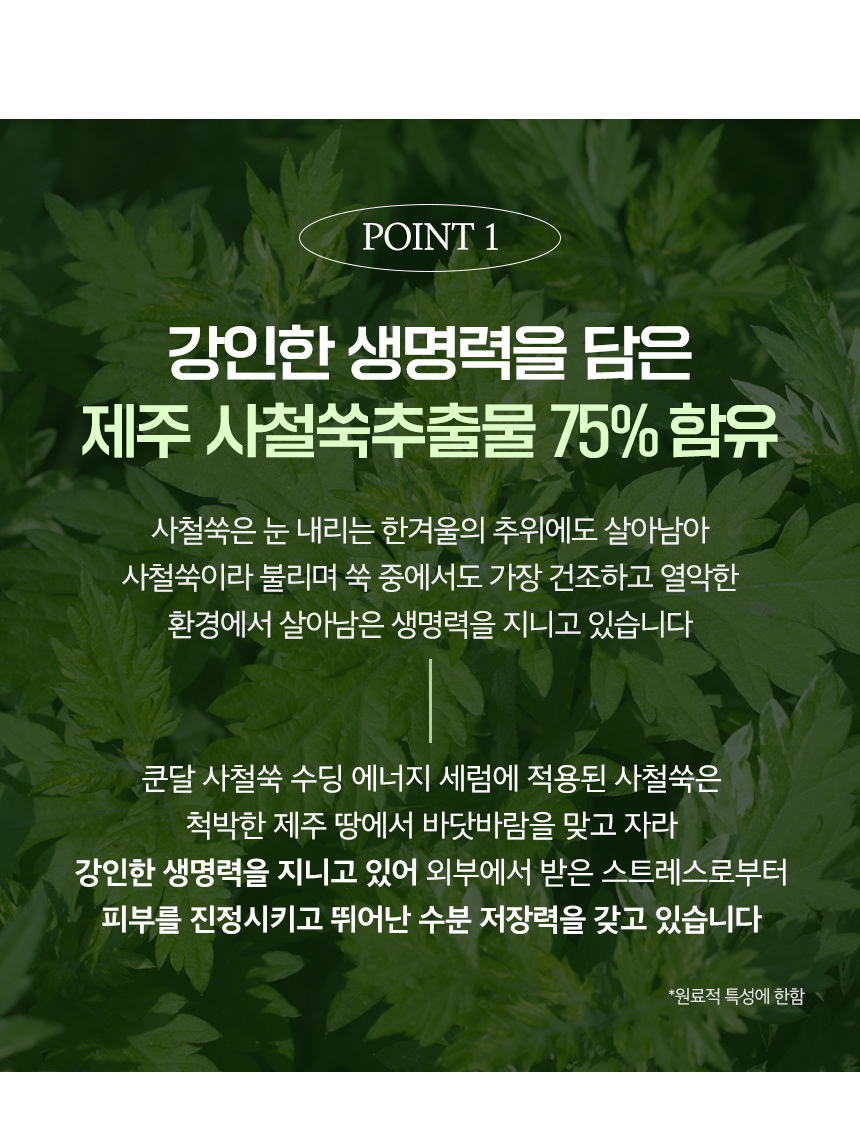 POINT 1
강인한 생명력을 담은
제주 사철쑥추출물 75% 함유
사철쑥은 눈 내리는 한겨울의 추위에도 살아남아
사철쑥이라 불리며 쑥 중에서도 가장 건조하고 열악한
환경에서 살아남은 생명력을 지니고 있습니다
쿤달 사철쑥 수딩 에너지 세럼에 적용된 사철쑥은
척박한 제주 땅에서 바닷바람을 맞고 자라
강인한 생명력을 지니고 있어 외부에서 받은 스트레스로부터
피부를 진정시키고 뛰어난 수분 저장력을 갖고 있습니다
*원료적 특성에 한함